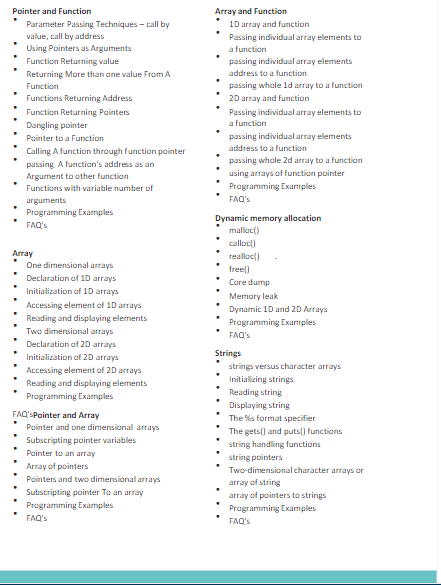 Pointer and Function
Parameter Passing Techniques – call by
value, call by address
Using Pointers as Arguments
Function Returning value
Returning More than one value From A
Function
Functions Returning Address
Function Returning Pointers
Dangling pointer
Pointer to a Function
Calling A function through function pointer
passing A function's address as an
Argument to other function
Functions with variable number of
arguments
Programming Examples
FAQ's
Array
One dimensional arrays
Declaration of 1D arrays
Initialization of 1D arrays
Accessing element of 1D arrays
Reading and displaying elements
Two dimensional arrays
Declaration of 2D arrays
Initialization of 2D arrays
Accessing element of 2D arrays
Reading and displaying elements
Programming Examples
FAQ'sPointer and Array
Pointer and one dimensional arrays
Subscripting pointer variables
Pointer to an array
Array of pointers
Pointers and two dimensional arrays
Subscripting pointer To an array
Programming Examples
FAQ's
Array and Function
1D array and function
Passing individual array elements to
a function
passing individual array elements
address to a function
passing whole 1d array to a function
2D array and function
Passing individual array elements to
a function
passing individual array elements
address to a function
passing whole 2d array to a function
using arrays of function pointer
Programming Examples
FAQ's
Dynamic memory allocation
malloc()
calloc()
realloc()
free()
Core dump
Memory leak
Dynamic 1D and 2D Arrays
Programming Examples
FAQ's
Strings
strings versus character arrays
Initializing strings
Reading string
Displaying string
The %s format specifier
The gets() and puts() functions
string handling functions
string pointers
Two-dimensional character arrays or
array of string
array of pointers to strings
Programming Examples
FAQ's